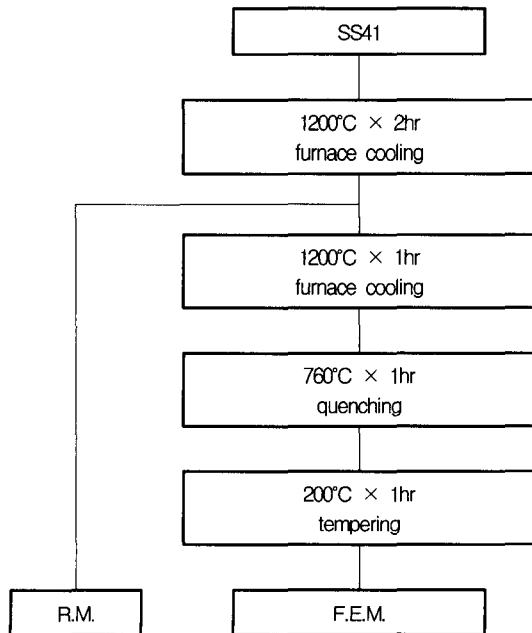 SS41
1200°C × 2hr
furnace cooling
1200°C × 1hr
furnace cooling
760°C × 1hr
quenching
200°C × 1hr
tempering
R.M.
F.E.M.